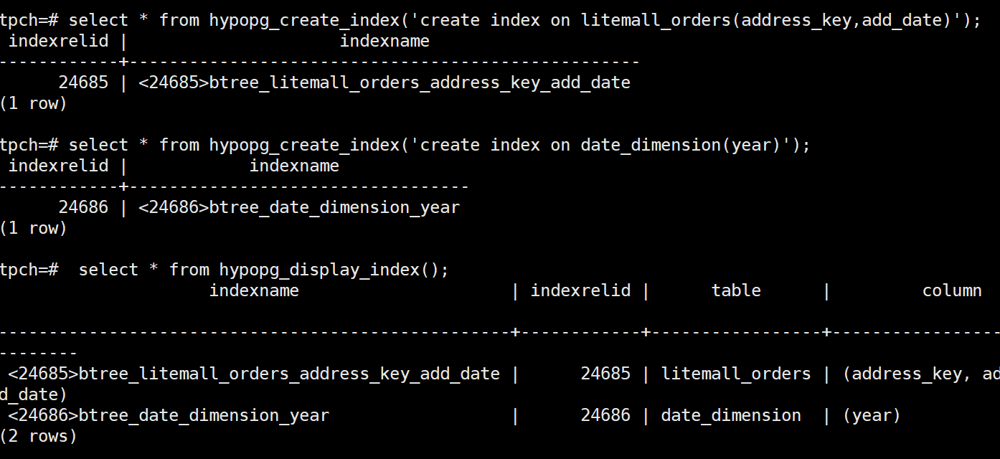 tpch=# select * from hypopg_create_index('create index on litemall_orders(address_key,add_date)');
 indexrelid |                     indexname
------------+---------------------------------------------------
      24685 | <24685>btree_litemall_orders_address_key_add_date
(1 row)
tpch=# select * from hypopg_create_index('create index on date_dimension(year)');
 indexrelid |            indexname
------------+----------------------------------
      24686 | <24686>btree_date_dimension_year
(1 row)
tpch=#  select * from hypopg_display_index();
                     indexname                     | indexrelid |      table      |         column
---------------------------------------------------+------------+-----------------+-----------------
--------
 <24685>btree_litemall_orders_address_key_add_date |      24685 | litemall_orders | (address_key, ad
d_date)
 <24686>btree_date_dimension_year                  |      24686 | date_dimension  | (year)
(2 rows)